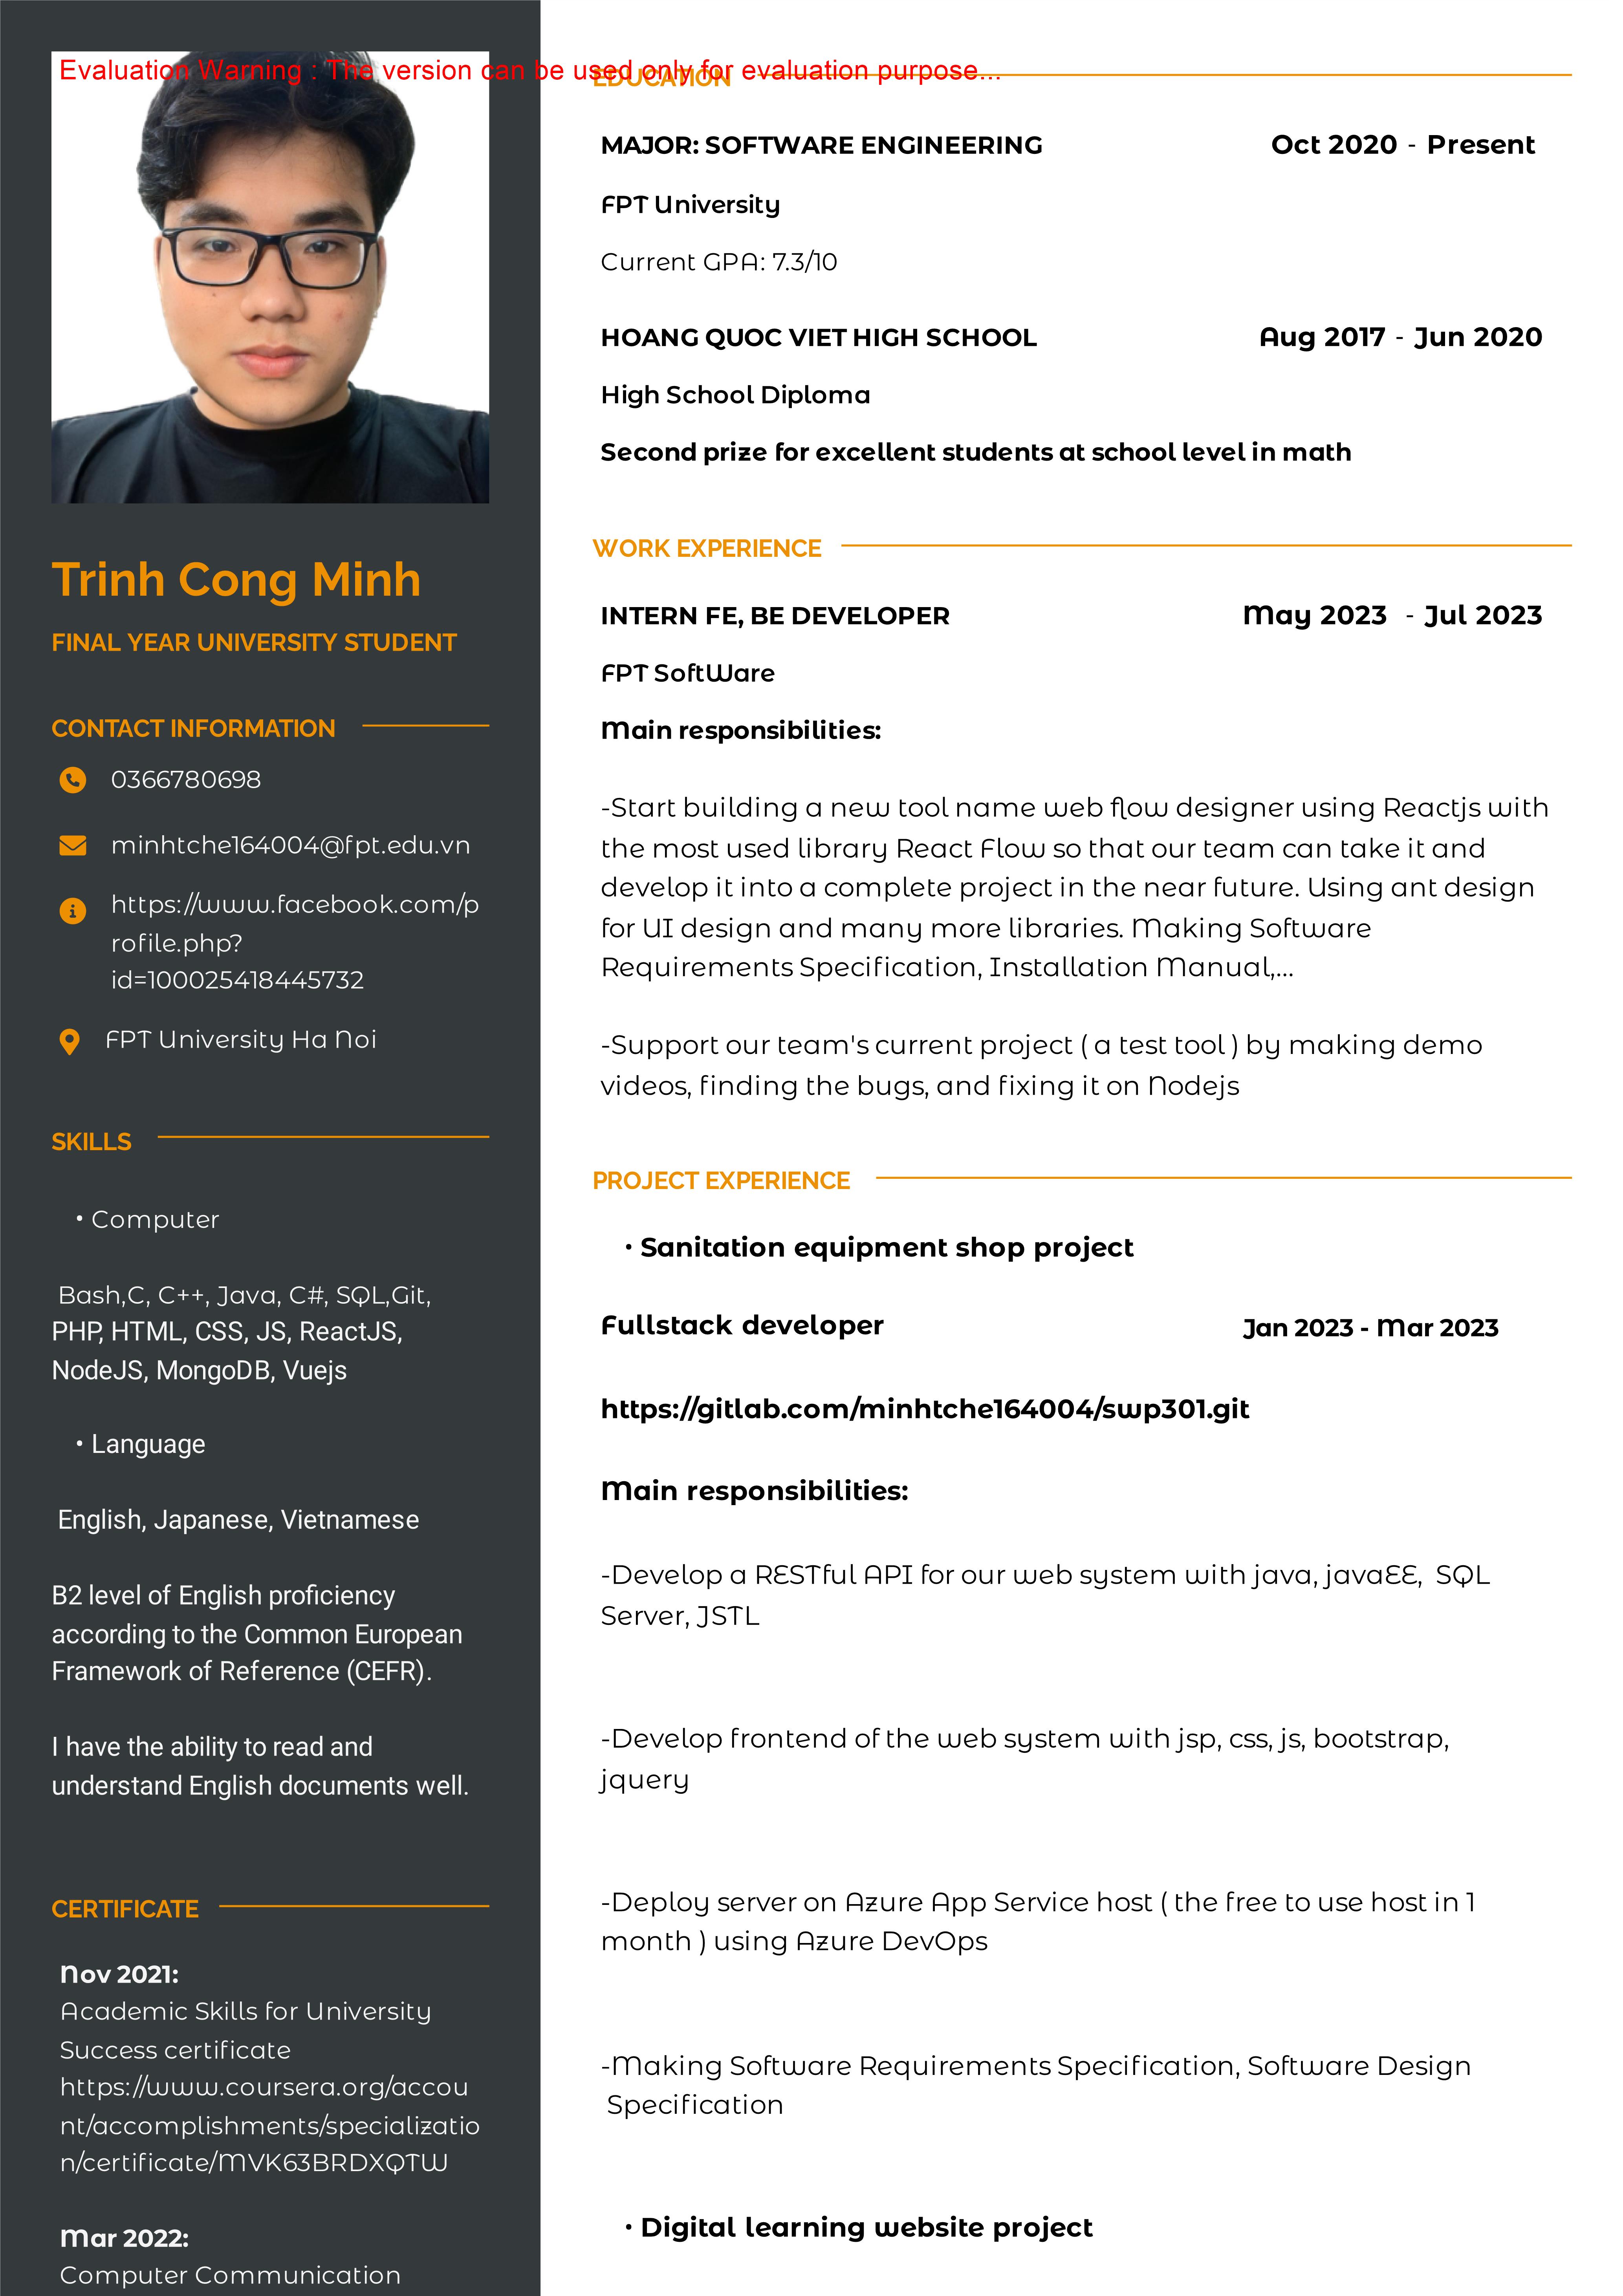 Evaluation Warning : The version can be used only for evaluation purpose...
Trinh Cong Minh
FINAL YEAR UNIVERSITY STUDENT
CONTACT INFORMATION
0366780698
minhtche164004@fpt.edu.vn
https://www.facebook.com/p
rofile.php?
id=100025418445732
FPT University Ha Noi
SKILLS
• Computer
Bash,C, C++, Java, C#, SQL,Git,
PHP, HTML, CSS, JS, ReactJS,
NodeJS, MongoDB, Vuejs
• Language
English, Japanese, Vietnamese
B2 level of English proficiency
according to the Common European
Framework of Reference (CEFR).
I have the ability to read and
understand English documents well.
CERTIFICATE
Nov 2021:
Academic Skills for University
Success certificate
https://www.coursera.org/accou
nt/accomplishments/specializatio
n/certificate/MVK63BRDXQTW
Mar 2022:
Computer Communication
EDUCATION
MAJOR: SOFTWARE ENGINEERING Oct 2020 - Present
FPT University
Current GPA: 7.3/10
HOANG QUOC VIET HIGH SCHOOL Aug 2017 - Jun 2020
High School Diploma
Second prize for excellent students at school level in math
WORK EXPERIENCE
INTERN FE, BE DEVELOPER May 2023 - Jul 2023
FPT SoftWare
Main responsibilities:
-Start building a new tool name web flow designer using Reactjs with
the most used library React Flow so that our team can take it and
develop it into a complete project in the near future. Using ant design
for UI design and many more libraries. Making Software
Requirements Specification, Installation Manual,...
-Support our team's current project ( a test tool ) by making demo
videos, finding the bugs, and fixing it on Nodejs
PROJECT EXPERIENCE
• Sanitation equipment shop project
Fullstack developer Jan 2023 - Mar 2023
https://gitlab.com/minhtche164004/swp301.git
Main responsibilities:
-Develop a RESTful API for our web system with java, javaEE, SQL
Server, JSTL
-Develop frontend of the web system with jsp, css, js, bootstrap,
jquery
-Deploy server on Azure App Service host ( the free to use host in 1
month ) using Azure DevOps
-Making Software Requirements Specification, Software Design
Specification
• Digital learning website project